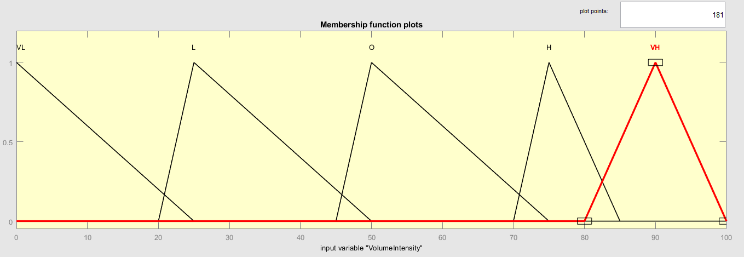 plot points: 181
Membership function plots
VL L O H VH
1
0.5
0
0 10 20 30 40 50 60 70 80 90 100
input variable "VolumeIntensity"